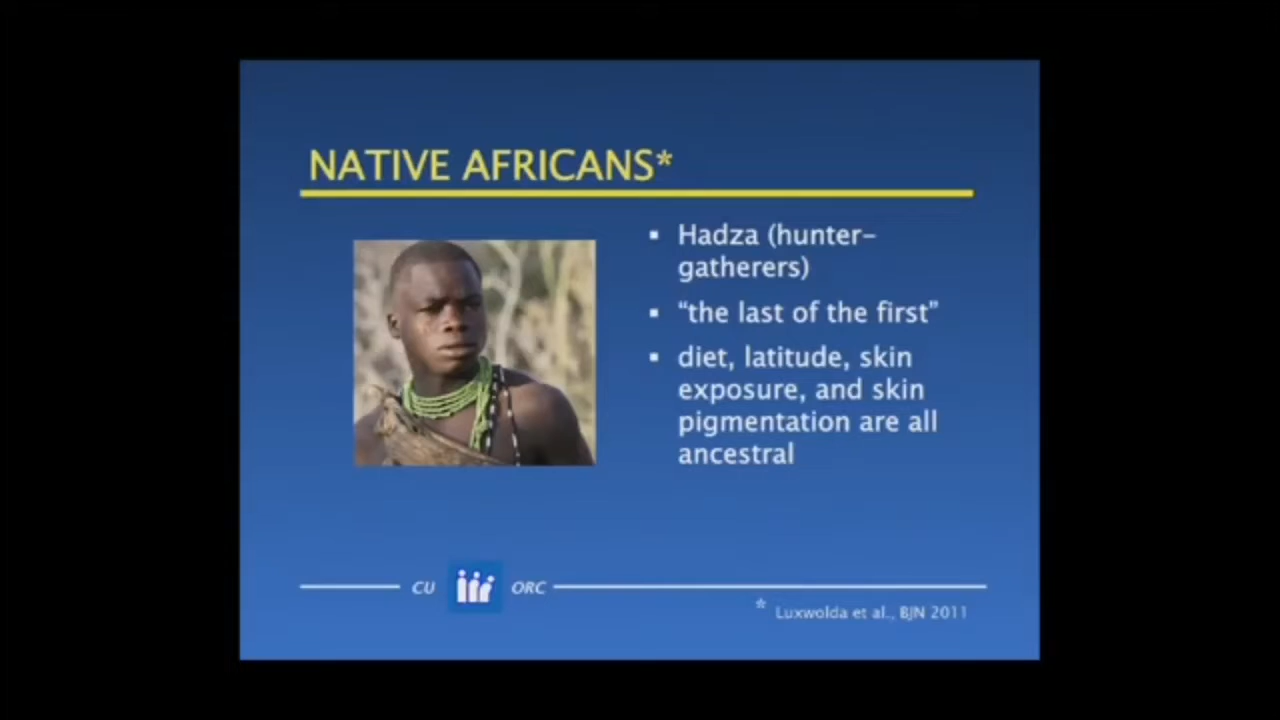 NATIVE AFRICANS*
▪ Hadza (hunter-
gatherers)
▪ “the last of the first”
▪ diet, latitude, skin
exposure, and skin
pigmentation are all
ancestral
CU ORC
* Luxwolda et al., BJN 2011